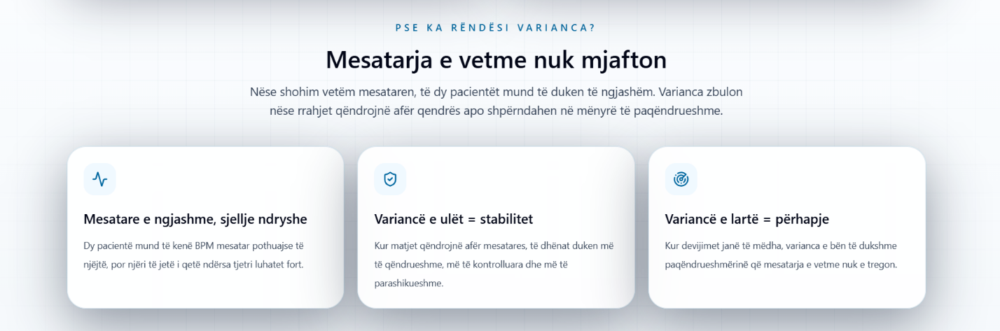 PSE KA RËNDËSI VARIANCA?
Mesatarja e vetme nuk mjafton
Nëse shohim vetëm mesataren, të dy pacientët mund të duken të ngjashëm. Varianca zbulon
nëse rrahjet qëndrojnë afër qendrës apo shpërndahen në mënyrë të paqëndrueshme.
Mesatare e ngjashme, sjellje ndryshe
Dy pacientë mund të kenë BPM mesatar pothuajse të
njëjtë, por njëri të jetë i qetë ndërsa tjetri luhatet fort.
Variancë e ulët = stabilitet
Kur matjet qëndrojnë afër mesatares, të dhënat duken më
të qëndrueshme, më të kontrolluara dhe më të
parashikueshme.
Variancë e lartë = përhapje
Kur devijimet janë të mëdha, varianca e bën të dukshme
paqëndrueshmërinë që mesatarja e vetme nuk e tregon.